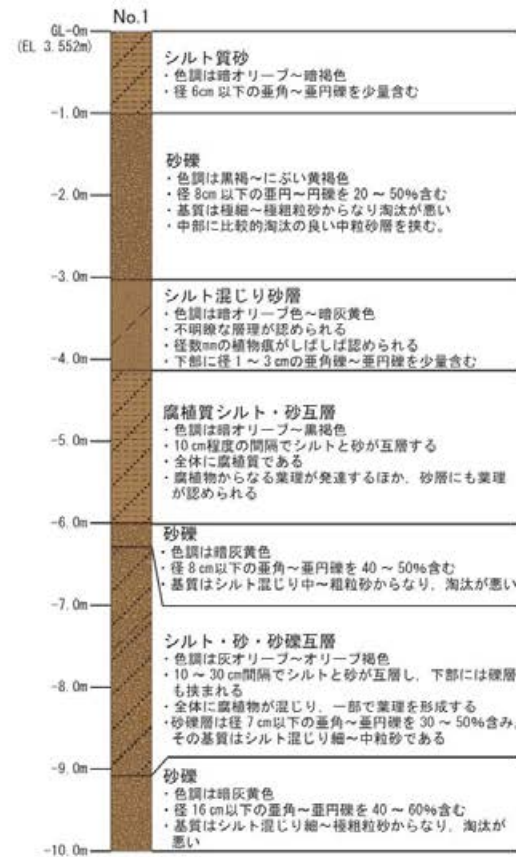 No.1
GL-0m
(EL 3.552m)
シルト質砂
・色調は暗オリーブ～暗褐色
・径 6cm 以下の亜角～亜円礫を少量含む
-1.0m
砂礫
・色調は黒褐～にぶい黄褐色
・径 8cm 以下の亜円～円礫を 20 ～ 50%含む
・基質は極細～極粗粒砂からなり淘汰が悪い
・中部に比較的淘汰の良い中粒砂層を挟む。
-2.0m
-3.0m
シルト混じり砂層
・色調は暗オリーブ色～暗灰黄色
・不明瞭な層理が認められる
・径数mmの植物痕がしばしば認められる
・下部に径 1 ～ 3 cmの亜角礫～亜円礫を少量含む
-4.0m
腐植質シルト・砂互層
・色調は暗オリーブ～黒褐色
・10 cm程度の間隔でシルトと砂が互層する
・全体に腐植質である
・腐植物からなる葉理が発達するほか，砂層にも葉理
が認められる
-5.0m
-6.0m
砂礫
・色調は暗灰黄色
・径 8 cm以下の亜角～亜円礫を 40 ～ 50%含む
・基質はシルト混じり中～粗粒砂からなり，淘汰が悪い
-7.0m
シルト・砂・砂礫互層
・色調は灰オリーブ～オリーブ褐色
・10 ～ 30 cm間隔でシルトと砂が互層し，下部には礫層
も挟まれる
・全体に腐植物が混じり，一部で葉理を形成する
・砂礫層は径 7 cm以下の亜角～亜円礫を 30 ～ 50%含み，
その基質はシルト混じり細～中粒砂である
-8.0m
-9.0m
砂礫
・色調は暗灰黄色
・径 16 cm以下の亜角～亜円礫を 40 ～ 60%含む
・基質はシルト混じり細～極粗粒砂からなり，淘汰が
悪い
-10.0m